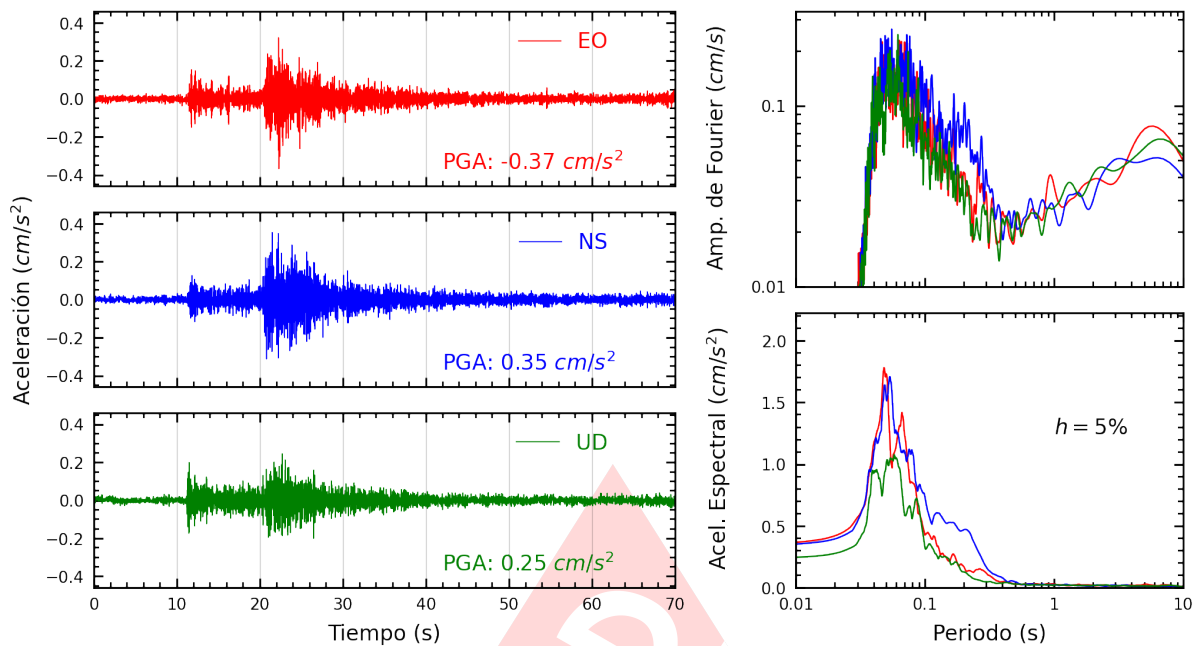 Aceleración (cm/s²)
0.4
0.2
0.0
−0.2
−0.4
EO
PGA: -0.37 cm/s²
0.4
0.2
0.0
−0.2
−0.4
NS
PGA: 0.35 cm/s²
0.4
0.2
0.0
−0.2
−0.4
UD
PGA: 0.25 cm/s²
0 10 20 30 40 50 60 70
Tiempo (s)
Amp. de Fourier (cm/s)
0.1
0.01
Acel. Espectral (cm/s²)
2.0
1.5
1.0
0.5
0.0
h = 5%
0.01 0.1 1 10
Periodo (s)